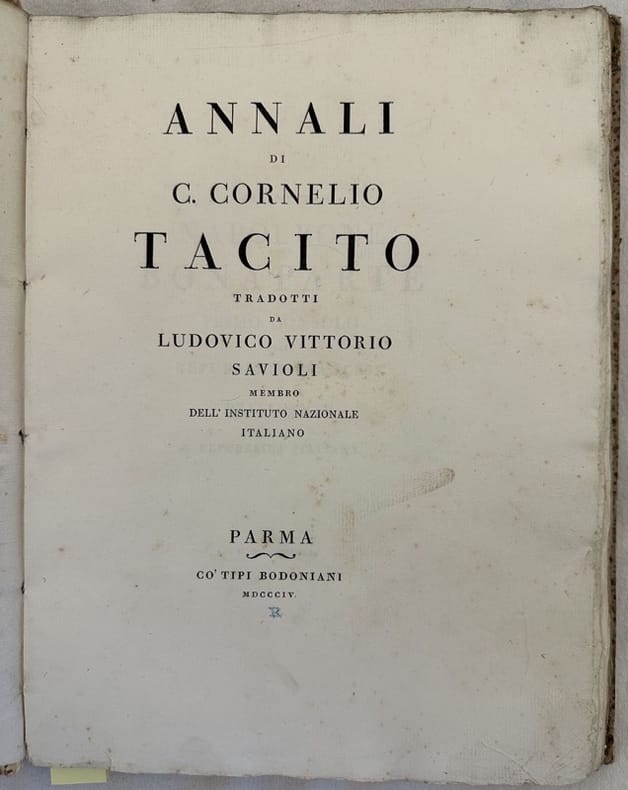 ANNALI
DI
C. CORNELIO
TACITO
TRADOTTI
DA
LUDOVICO VITTORIO
SAVIOLI
MEMBRO
DELL' INSTITUTO NAZIONALE
ITALIANO
PARMA
CO' TIPI BODONIANI
MDCCCIV.